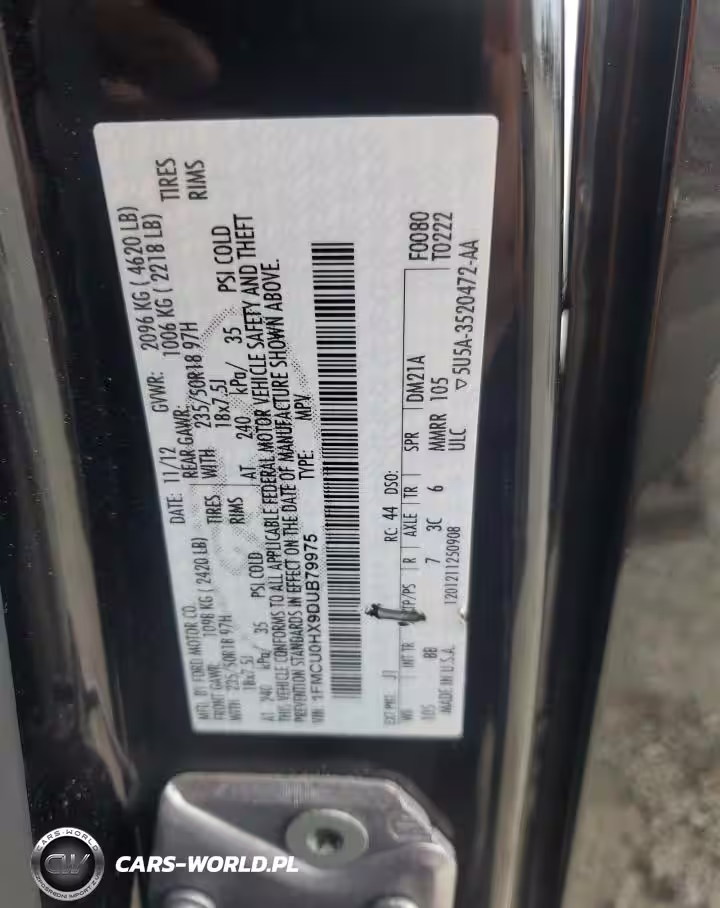 MFD. BY FORD MOTOR CO. DATE: 11/12 GVWR: 2096 KG ( 4620 LB)
FRONT GAWR: 1098 KG ( 2420 LB) REAR GAWR: 1006 KG ( 2218 LB)
WITH 235/50R18 97H TIRES WITH 235/50R18 97H TIRES
18x7.5J RIMS 18x7.5J RIMS
AT 240 kPa/ 35 PSI COLD AT 240 kPa/ 35 PSI COLD
THIS VEHICLE CONFORMS TO ALL APPLICABLE FEDERAL MOTOR VEHICLE SAFETY AND THEFT
PREVENTION STANDARDS IN EFFECT ON THE DATE OF MANUFACTURE SHOWN ABOVE.
VIN: 1FMCU0HX9DUB79975 TYPE: MPV
EXT PNT: J1 RC: 44 DSO: F0080
WB INT TR TP/PS R AXLE TR SPR DM21A T0222
105 BB 7 3C 6 MMRR 105
MADE IN U.S.A. 1201211250908 ULC ▽5U5A-3520472-AA
CARS-WORLD
CW
CARS-WORLD.PL